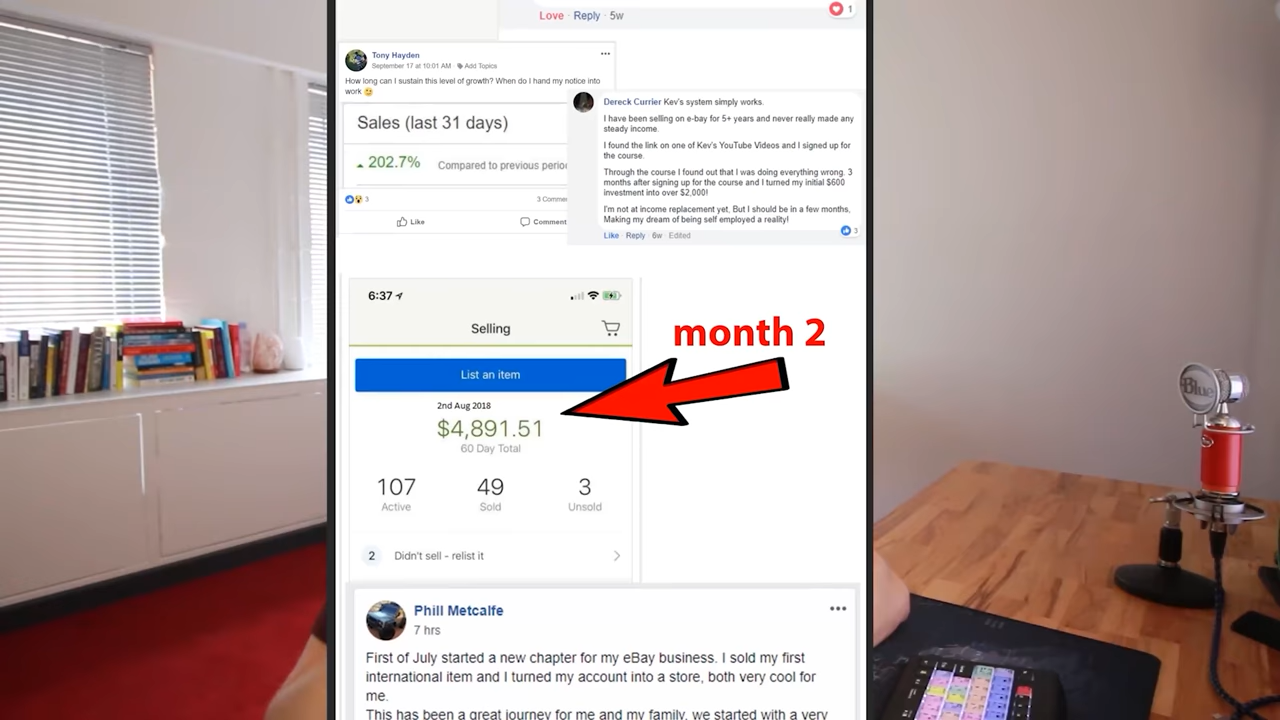 Love · Reply · 5w
1
Tony Hayden
September 17 at 10:01 AM · Add Topics
How long can I sustain this level of growth? When do I hand my notice into
work
Sales (last 31 days)
202.7% Compared to previous perio
3
3 Comme
Like
Comment
Dereck Currier Kev's system simply works.
I have been selling on e-bay for 5+ years and never really made any
steady income.
I found the link on one of Kev's YouTube Videos and I signed up for
the course.
Through the course I found out that I was doing everything wrong. 3
months after signing up for the course and I turned my initial $600
investment into over $2,000!
I'm not at income replacement yet, But I should be in a few months,
Making my dream of being self employed a reality!
Like · Reply · 6w · Edited
3
6:37
Selling
month 2
List an item
2nd Aug 2018
$4,891.51
60 Day Total
107 49 3
Active Sold Unsold
2 Didn't sell - relist it
Phill Metcalfe
7 hrs
First of July started a new chapter for my eBay business. I sold my first
international item and I turned my account into a store, both very cool for
me.
This has been a great journey for me and my family, we started with a very
Blue